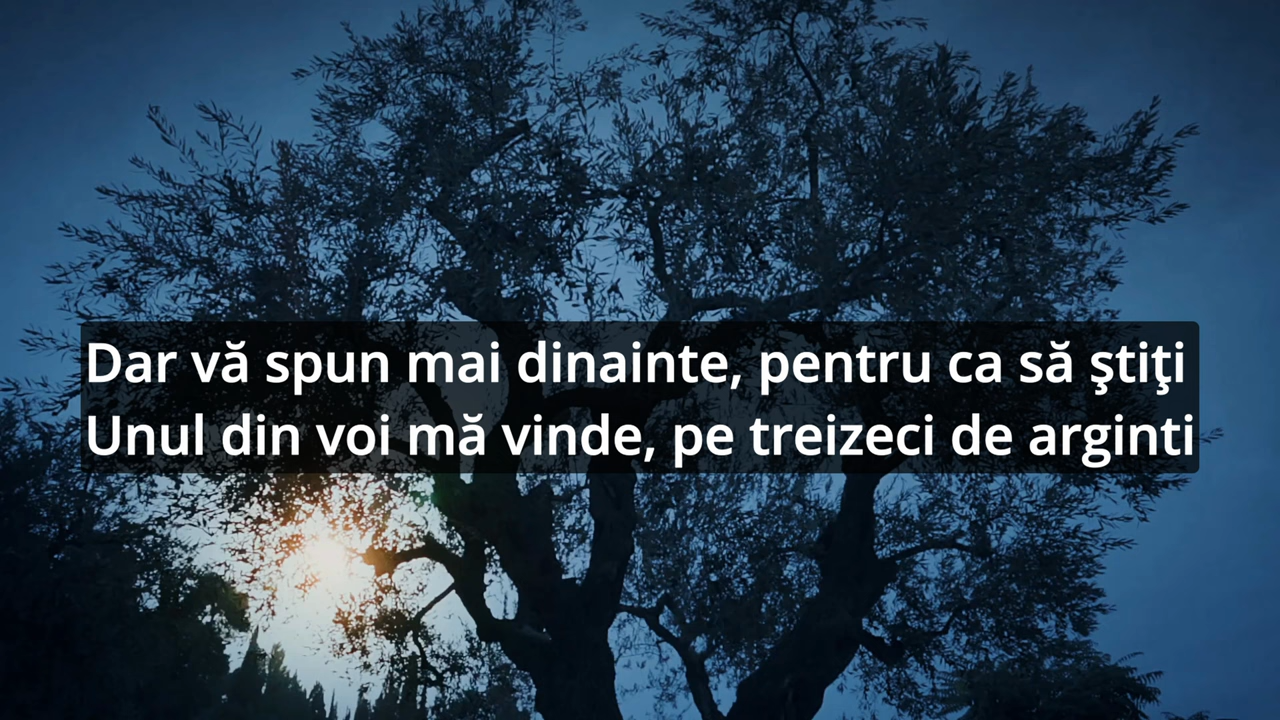 Dar vă spun mai dinainte, pentru ca să ştiţi
Unul din voi mă vinde, pe treizeci de arginti